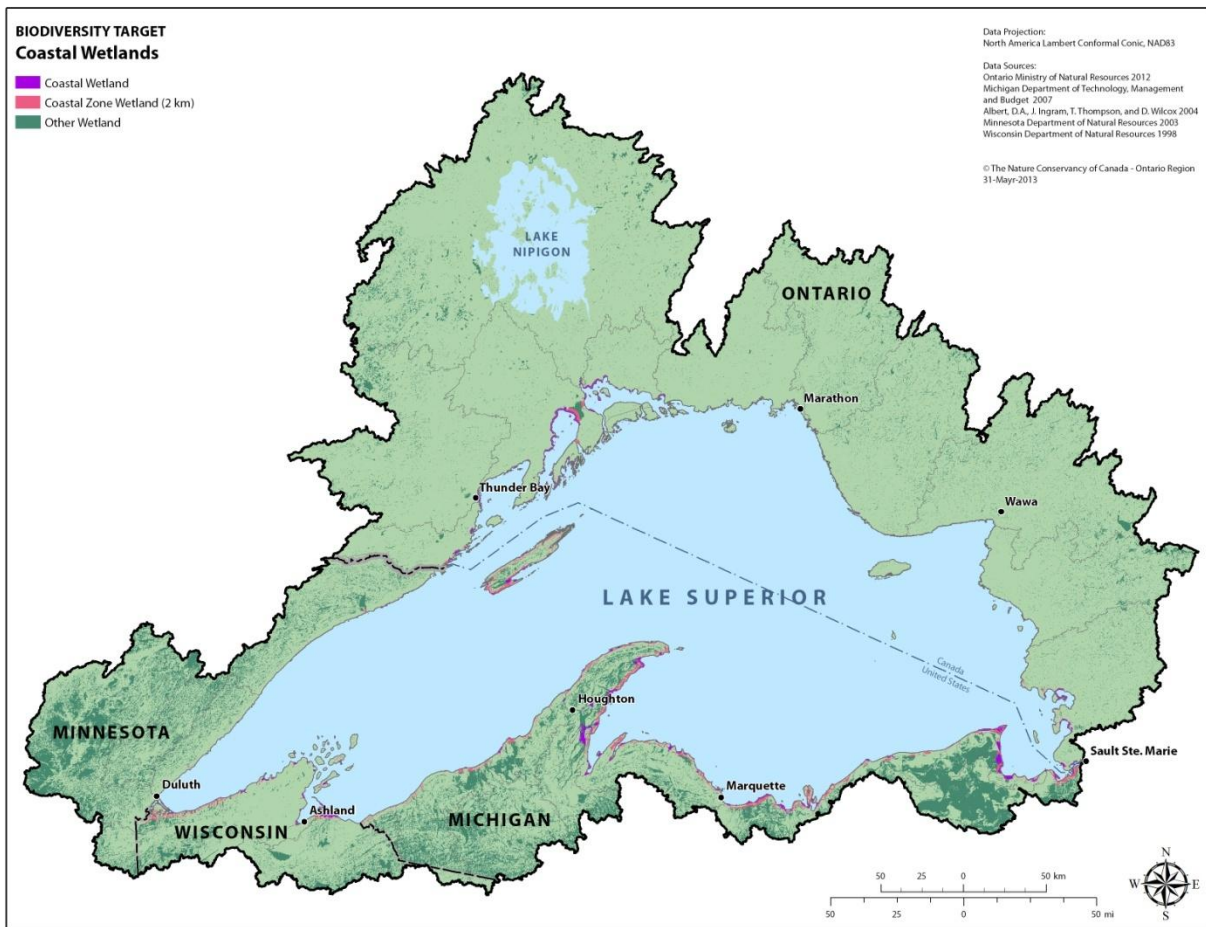 BIODIVERSITY TARGET
Coastal Wetlands
Coastal Wetland
Coastal Zone Wetland (2 km)
Other Wetland
Data Projection:
North America Lambert Conformal Conic, NAD83
Data Sources:
Ontario Ministry of Natural Resources 2012
Michigan Department of Technology, Management
and Budget 2007
Albert, D.A., J. Ingram, T. Thompson, and D. Wilcox 2004
Minnesota Department of Natural Resources 2003
Wisconsin Department of Natural Resources 1998
© The Nature Conservancy of Canada - Ontario Region
31-Mayr-2013
LAKE
NIPIGON
ONTARIO
Marathon
Thunder Bay
Wawa
LAKE SUPERIOR
Canada
United States
Houghton
MINNESOTA
Sault Ste. Marie
Duluth
Marquette
Ashland
WISCONSIN
MICHIGAN
N
W E
S
50 25 0 50 km
50 25 0 50 mi